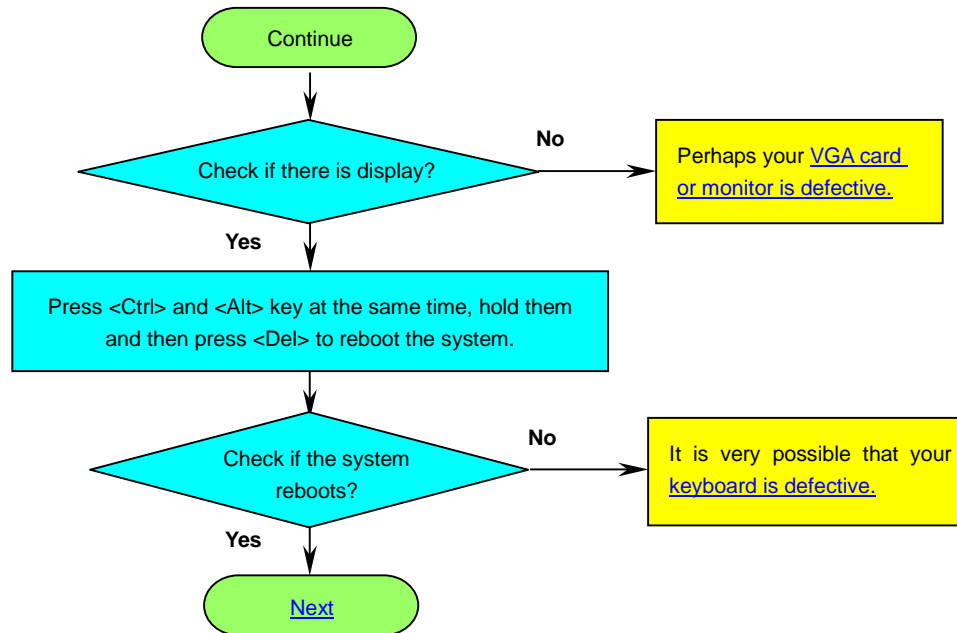 Continue
Check if there is display?
No
Perhaps your VGA card
or monitor is defective.
Yes
Press <Ctrl> and <Alt> key at the same time, hold them
and then press <Del> to reboot the system.
Check if the system
reboots?
No
It is very possible that your
keyboard is defective.
Yes
Next